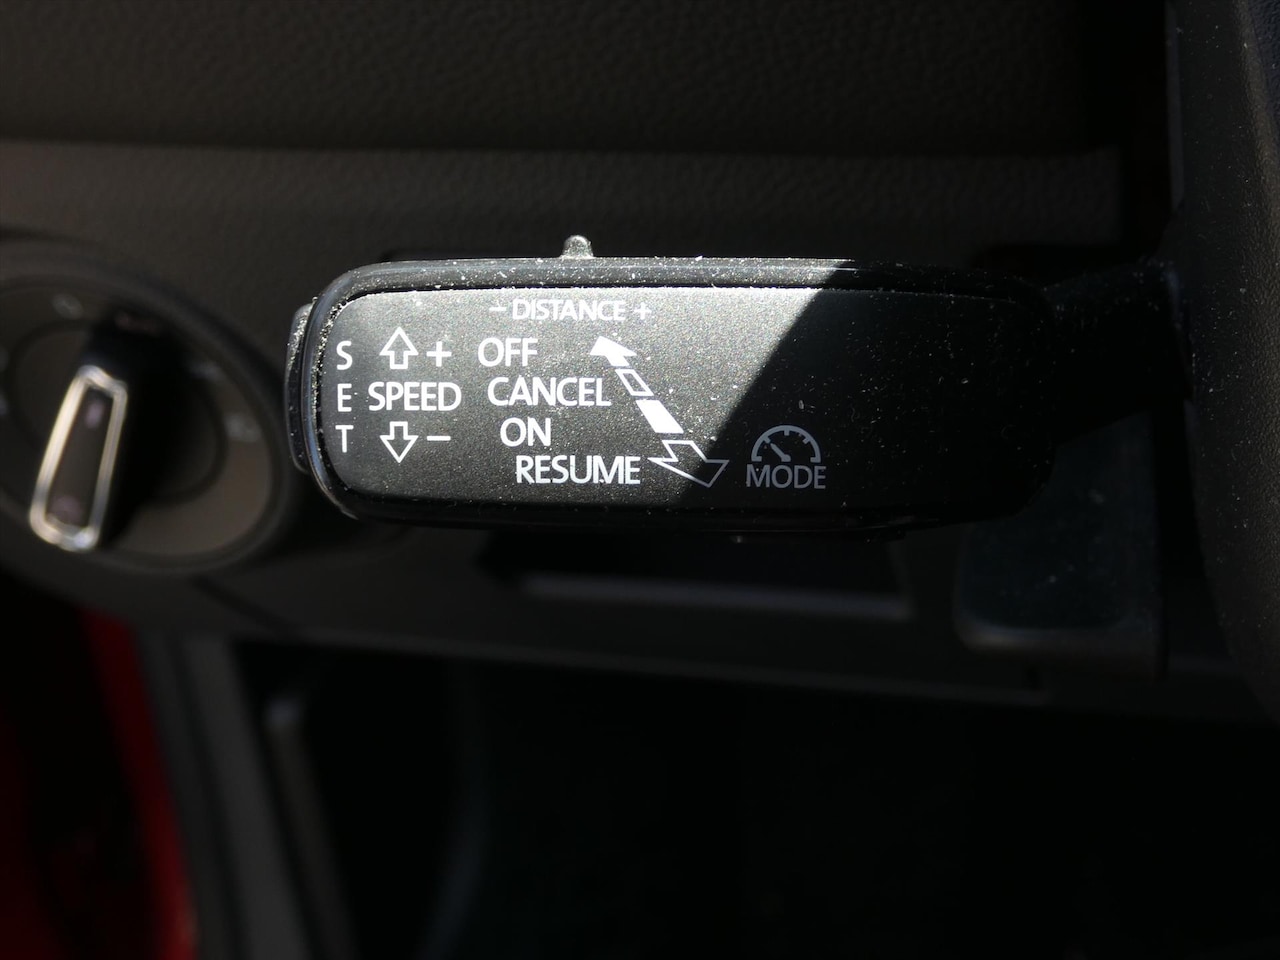 - DISTANCE +
S + OFF
E SPEED CANCEL
T - ON
RESUME
MODE